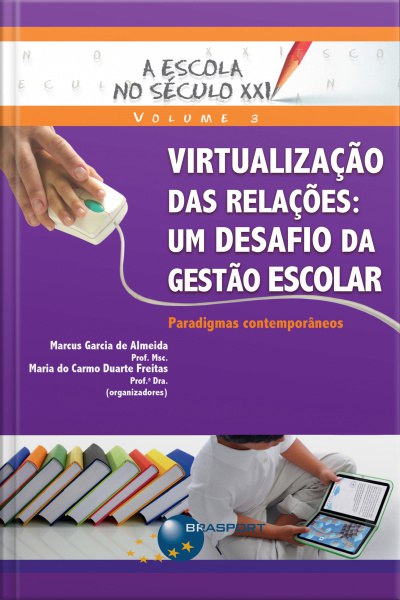 A ESCOLA
NO SÉCULO XXI
VOLUME 3
VIRTUALIZAÇÃO
DAS RELAÇÕES:
UM DESAFIO DA
GESTÃO ESCOLAR
Paradigmas contemporâneos
Marcus Garcia de Almeida
Prof. Msc.
Maria do Carmo Duarte Freitas
Prof.ª Dra.
(organizadores)
BRASPORT